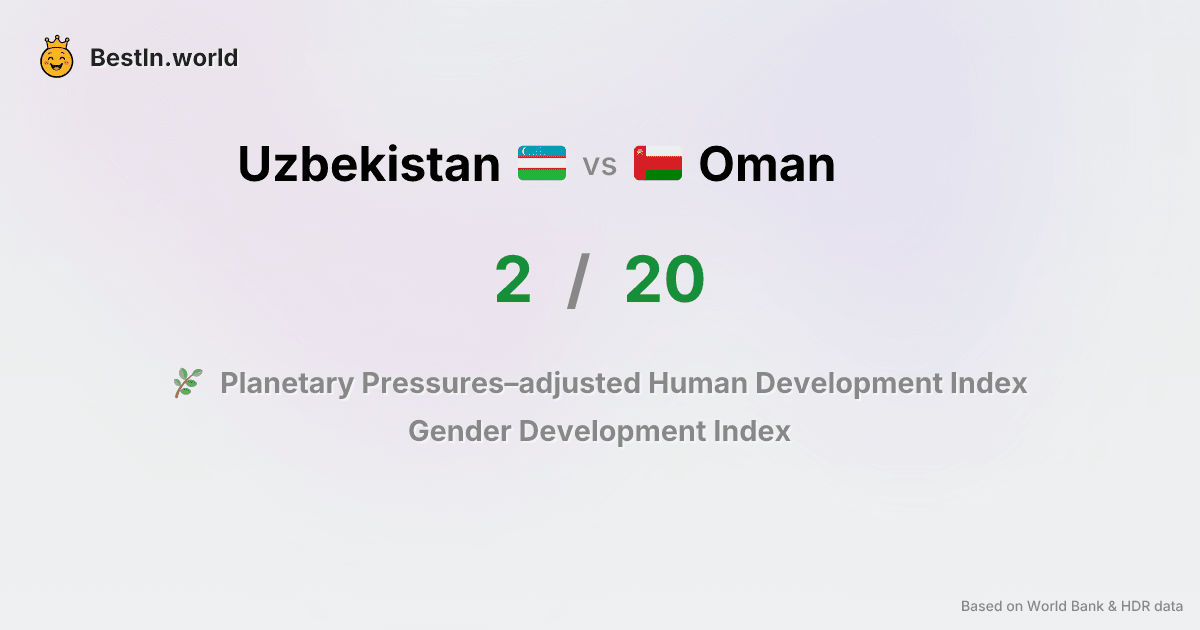 BestIn.world
Uzbekistan vs Oman
2 / 20
Planetary Pressures–adjusted Human Development Index
Gender Development Index
Based on World Bank & HDR data